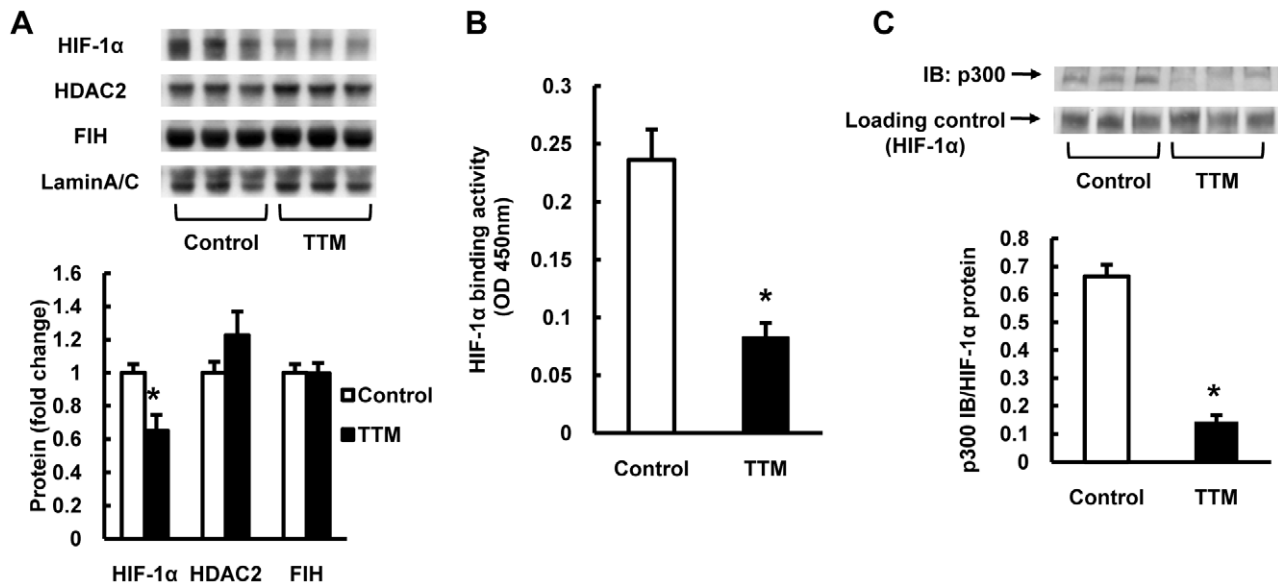 A
HIF-1α
HDAC2
FIH
LaminA/C
Control TTM
Protein (fold change)
1.6
1.4
1.2
1
0.8
0.6
0.4
0.2
0
*
Control
TTM
HIF-1α HDAC2 FIH
B
HIF-1α binding activity
(OD 450nm)
0.3
0.25
0.2
0.15
0.1
0.05
0
*
Control TTM
C
IB: p300
Loading control
(HIF-1α)
Control TTM
p300 IB/HIF-1α protein
0.8
0.7
0.6
0.5
0.4
0.3
0.2
0.1
0
*
Control TTM